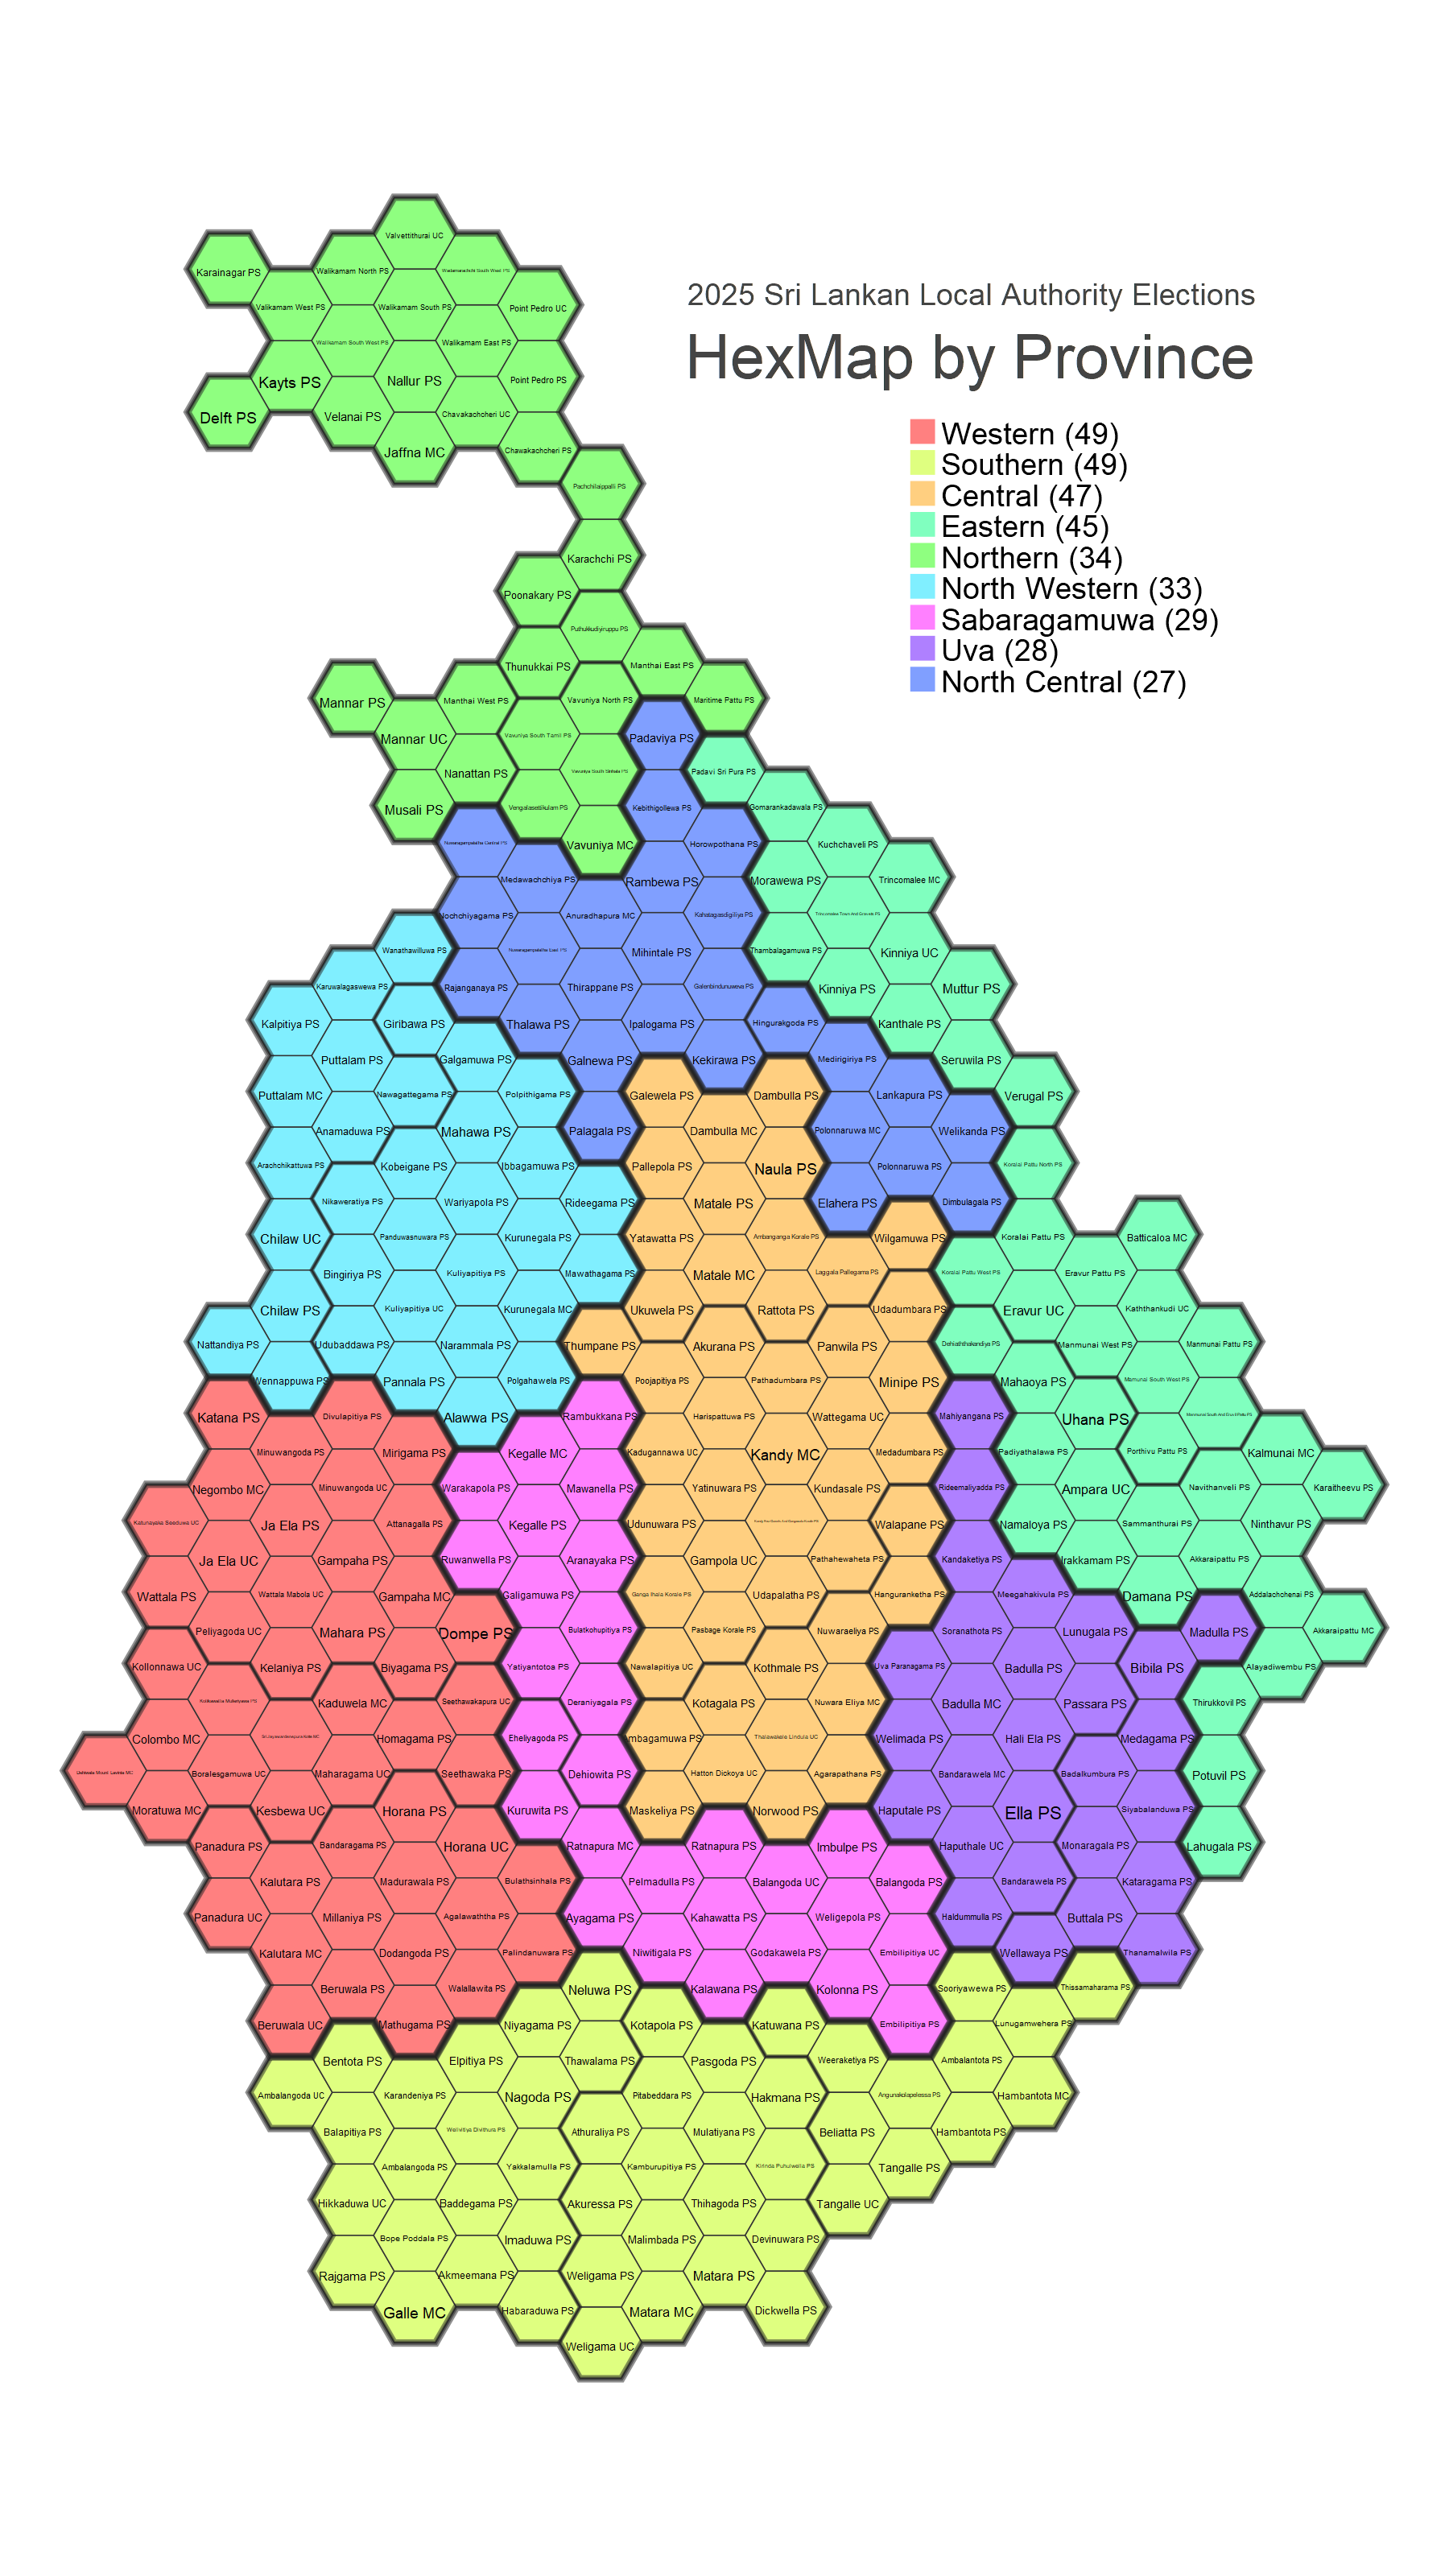 Valvettithurai UC
Karainagar PS
Walikamam North PS
Vadamarachchi South West PS
2025 Sri Lankan Local Authority Elections
Valikamam West PS
Walikamam South PS
Point Pedro UC
Walikamam South West PS
Walikamam East PS
HexMap by Province
Kayts PS
Nallur PS
Point Pedro PS
Delft PS
Velanai PS
Chavakachcheri UC
Jaffna MC
Chawakachcheri PS
Western (49)
Southern (49)
Central (47)
Eastern (45)
Northern (34)
North Western (33)
Sabaragamuwa (29)
Uva (28)
North Central (27)
Pachchilaippalli PS
Karachchi PS
Poonakary PS
Puthukkudiyiruppu PS
Thunukkai PS
Manthai East PS
Mannar PS
Manthai West PS
Vavuniya North PS
Maritime Pattu PS
Mannar UC
Vavuniya South Tamil PS
Padaviya PS
Nanattan PS
Vavuniya South Sinhala PS
Padavi Sri Pura PS
Musali PS
Vengalasettikulam PS
Kebithigollewa PS
Gomarankadawala PS
Nuwaragampalatha Central PS
Vavuniya MC
Horowpothana PS
Kuchchaveli PS
Medawachchiya PS
Rambewa PS
Morawewa PS
Trincomalee MC
Nochchiyagama PS
Anuradhapura MC
Kahatagasdigiliya PS
Trincomalee Town And Gravets PS
Wanathawilluwa PS
Nuwaragampalatha East PS
Mihintale PS
Thambalagamuwa PS
Kinniya UC
Karuwalagaswewa PS
Rajanganaya PS
Thirappane PS
Galenbindunuwewa PS
Kinniya PS
Muttur PS
Kalpitiya PS
Giribawa PS
Thalawa PS
Ipalogama PS
Hingurakgoda PS
Kanthale PS
Puttalam PS
Galgamuwa PS
Galnewa PS
Kekirawa PS
Medirigiriya PS
Seruwila PS
Puttalam MC
Nawagattegama PS
Polpithigama PS
Galewela PS
Dambulla PS
Lankapura PS
Verugal PS
Anamaduwa PS
Mahawa PS
Palagala PS
Dambulla MC
Polonnaruwa MC
Welikanda PS
Arachchikattuwa PS
Kobeigane PS
Ibbagamuwa PS
Pallepola PS
Naula PS
Polonnaruwa PS
Koralai Pattu North PS
Nikaweratiya PS
Wariyapola PS
Rideegama PS
Matale PS
Elahera PS
Dimbulagala PS
Chilaw UC
Panduwasnuwara PS
Kurunegala PS
Yatawatta PS
Ambanganga Korale PS
Wilgamuwa PS
Koralai Pattu PS
Batticaloa MC
Bingiriya PS
Kuliyapitiya PS
Mawathagama PS
Matale MC
Laggala Pallegama PS
Koralai Pattu West PS
Eravur Pattu PS
Chilaw PS
Kuliyapitiya UC
Kurunegala MC
Ukuwela PS
Rattota PS
Udadumbara PS
Eravur UC
Kaththankudi UC
Nattandiya PS
Udubaddawa PS
Narammala PS
Thumpane PS
Akurana PS
Panwila PS
Dehiaththakandiya PS
Manmunai West PS
Manmunai Pattu PS
Wennappuwa PS
Pannala PS
Polgahawela PS
Poojapitiya PS
Pathadumbara PS
Minipe PS
Mahaoya PS
Mamunai South West PS
Katana PS
Divulapitiya PS
Alawwa PS
Rambukkana PS
Harispattuwa PS
Wattegama UC
Mahiyangana PS
Uhana PS
Manmunai South And Eruvil Pattu PS
Minuwangoda PS
Mirigama PS
Kegalle MC
Kadugannawa UC
Kandy MC
Medadumbara PS
Padiyathalawa PS
Porthivu Pattu PS
Kalmunai MC
Negombo MC
Minuwangoda UC
Warakapola PS
Mawanella PS
Yatinuwara PS
Kundasale PS
Rideemaliyadda PS
Ampara UC
Navithanveli PS
Karaitheevu PS
Katunayaka Seeduwa UC
Ja Ela PS
Attanagalla PS
Kegalle PS
Udunuwara PS
Walapane PS
Namaloya PS
Sammanthurai PS
Ninthavur PS
Ja Ela UC
Gampaha PS
Ruwanwella PS
Aranayaka PS
Gampola UC
Pathahewaheta PS
Kandaketiya PS
Irakkamam PS
Akkaraipattu PS
Wattala PS
Wattala Mabola UC
Gampaha MC
Galigamuwa PS
Ganga Ihala Korale PS
Udapalatha PS
Hanguranketha PS
Meegahakivula PS
Damana PS
Addalachchenai PS
Peliyagoda UC
Mahara PS
Dompe PS
Bulatkohupitiya PS
Pasbage Korale PS
Nuwaraeliya PS
Soranathota PS
Lunugala PS
Madulla PS
Akkaraipattu MC
Kollonnawa UC
Kelaniya PS
Biyagama PS
Yatiyantotoa PS
Nawalapitiya UC
Kothmale PS
Uva Paranagama PS
Badulla PS
Bibila PS
Alayadiwembu PS
Kotikawatta Mulleriyawa PS
Kaduwela MC
Seethawakapura UC
Deraniyagala PS
Kotagala PS
Nuwara Eliya MC
Badulla MC
Passara PS
Thirukkovil PS
Colombo MC
Sri Jayawardanapura Kotte MC
Homagama PS
Eheliyagoda PS
Ambagamuwa PS
Thalawakele Lindula UC
Welimada PS
Hali Ela PS
Medagama PS
Dehiwala Mount Lavinia MC
Boralesgamuwa UC
Maharagama UC
Seethawaka PS
Dehiowita PS
Hatton Dickoya UC
Agarapathana PS
Bandarawela MC
Badalkumbura PS
Potuvil PS
Moratuwa MC
Kesbewa UC
Horana PS
Kuruwita PS
Maskeliya PS
Norwood PS
Haputale PS
Ella PS
Siyabalanduwa PS
Panadura PS
Bandaragama PS
Horana UC
Ratnapura MC
Ratnapura PS
Imbulpe PS
Haputhale UC
Monaragala PS
Lahugala PS
Kalutara PS
Madurawala PS
Bulathsinhala PS
Pelmadulla PS
Balangoda UC
Balangoda PS
Bandarawela PS
Kataragama PS
Panadura UC
Millaniya PS
Agalawaththa PS
Ayagama PS
Kahawatta PS
Weligepola PS
Haldummulla PS
Buttala PS
Kalutara MC
Dodangoda PS
Palindanuwara PS
Niwitigala PS
Godakawela PS
Embilipitiya UC
Wellawaya PS
Thanamalwila PS
Beruwala PS
Walallawita PS
Neluwa PS
Kalawana PS
Kolonna PS
Sooriyawewa PS
Thissamaharama PS
Beruwala UC
Mathugama PS
Niyagama PS
Kotapola PS
Katuwana PS
Embilipitiya PS
Lunugamwehera PS
Bentota PS
Elpitiya PS
Thawalama PS
Pasgoda PS
Weeraketiya PS
Ambalantota PS
Ambalangoda UC
Karandeniya PS
Nagoda PS
Pitabeddara PS
Hakmana PS
Angunakolapelessa PS
Hambantota MC
Balapitiya PS
Welivitiya Divithura PS
Athuraliya PS
Mulatiyana PS
Beliatta PS
Hambantota PS
Ambalangoda PS
Yakkalamulla PS
Kamburupitiya PS
Kirinda Puhulwella PS
Tangalle PS
Hikkaduwa UC
Baddegama PS
Akuressa PS
Thihagoda PS
Tangalle UC
Bope Poddala PS
Imaduwa PS
Malimbada PS
Devinuwara PS
Rajgama PS
Akmeemana PS
Weligama PS
Matara PS
Galle MC
Habaraduwa PS
Matara MC
Dickwella PS
Weligama UC